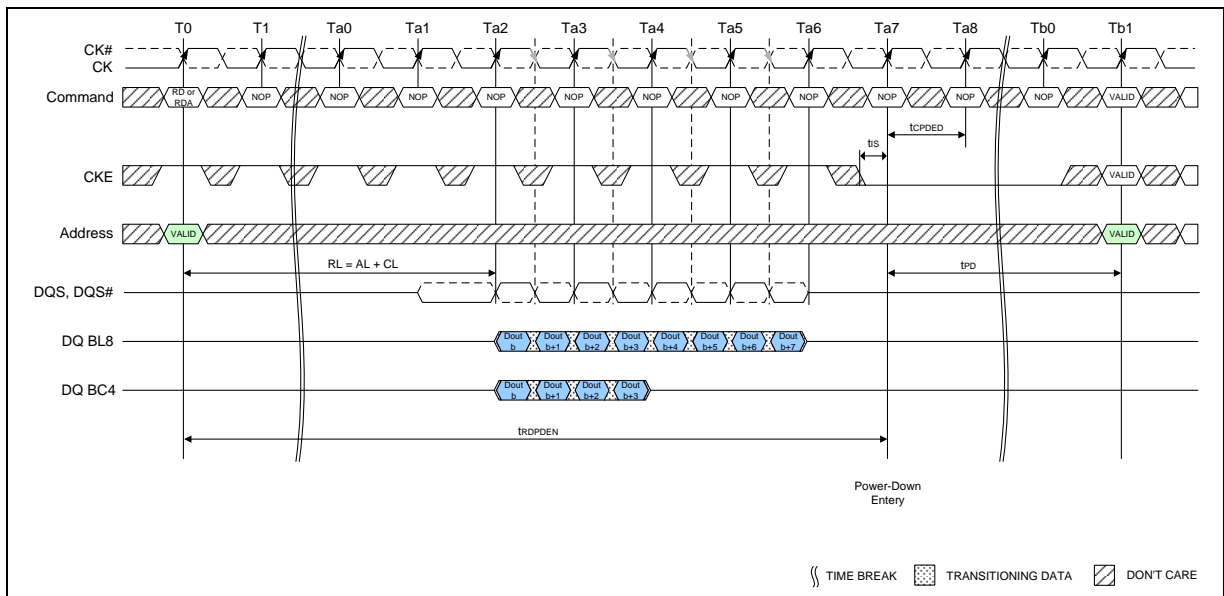 T0 T1 Ta0 Ta1 Ta2 Ta3 Ta4 Ta5 Ta6 Ta7 Ta8 Tb0 Tb1
CK#
CK
Command
RD or
RDA
NOP NOP NOP NOP NOP NOP NOP NOP NOP NOP NOP VALID
tCPDED
tIS
CKE
VALID
Address
VALID VALID
RL = AL + CL
tPD
DQS, DQS#
DQ BL8
Dout Dout Dout Dout Dout Dout Dout Dout
b b+1 b+2 b+3 b+4 b+5 b+6 b+7
DQ BC4
Dout Dout Dout Dout
b b+1 b+2 b+3
tRDPDEN
Power-Down
Entery
TIME BREAK TRANSITIONING DATA DON'T CARE